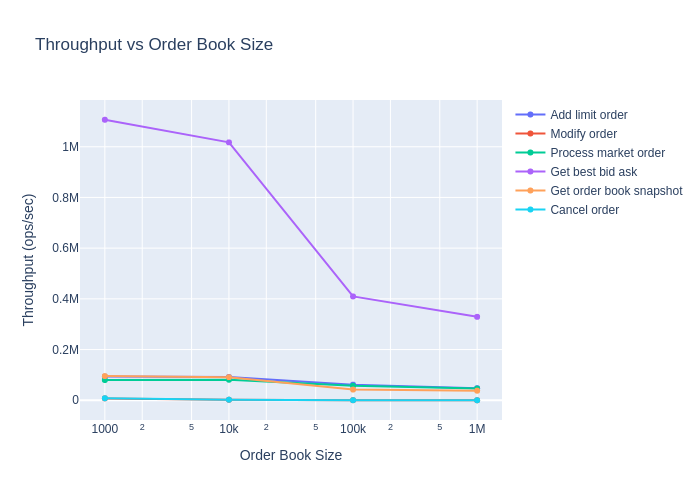 Throughput vs Order Book Size
Add limit order
Modify order
Process market order
Get best bid ask
Get order book snapshot
Cancel order
Throughput (ops/sec)
1M
0.8M
0.6M
0.4M
0.2M
0
1000 2 5 10k 2 5 100k 2 5 1M
Order Book Size